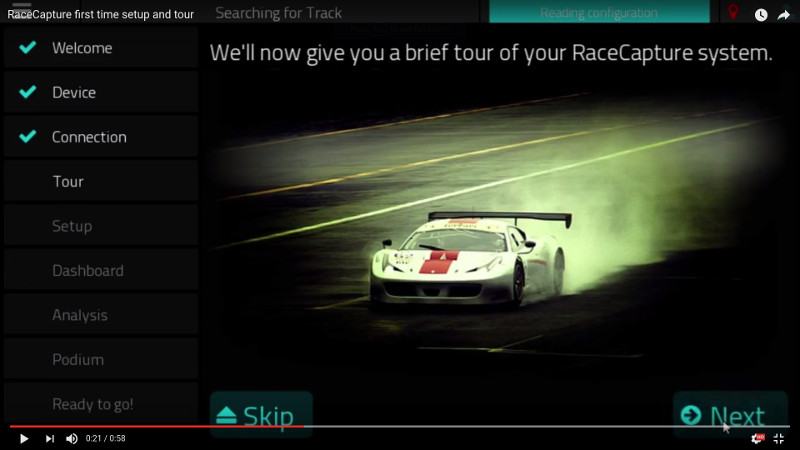 RaceCapture first time setup and tour
Searching for Track
Reading configuration
Welcome
Device
Connection
Tour
Setup
Dashboard
Analysis
Podium
Ready to go!
We'll now give you a brief tour of your RaceCapture system.
Skip
Next
0:21 / 0:58